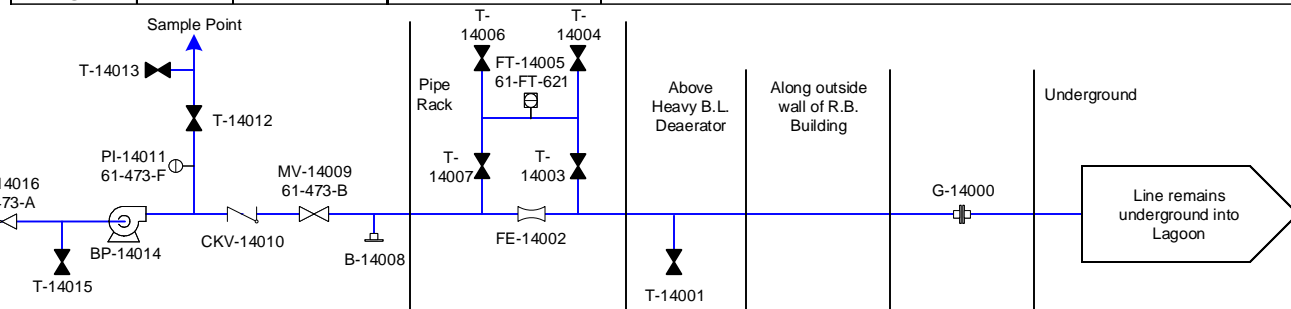 Sample Point
T-14013
T-14012
PI-14011
61-473-F
MV-14009
61-473-B
14016
73-A
BP-14014
T-14015
CKV-14010
B-14008
Pipe
Rack
T-
14006
T-
14004
FT-14005
61-FT-621
T-
14007
T-
14003
FE-14002
Above
Heavy B.L.
Deaerator
T-14001
Along outside
wall of R.B.
Building
G-14000
Underground
Line remains
underground into
Lagoon